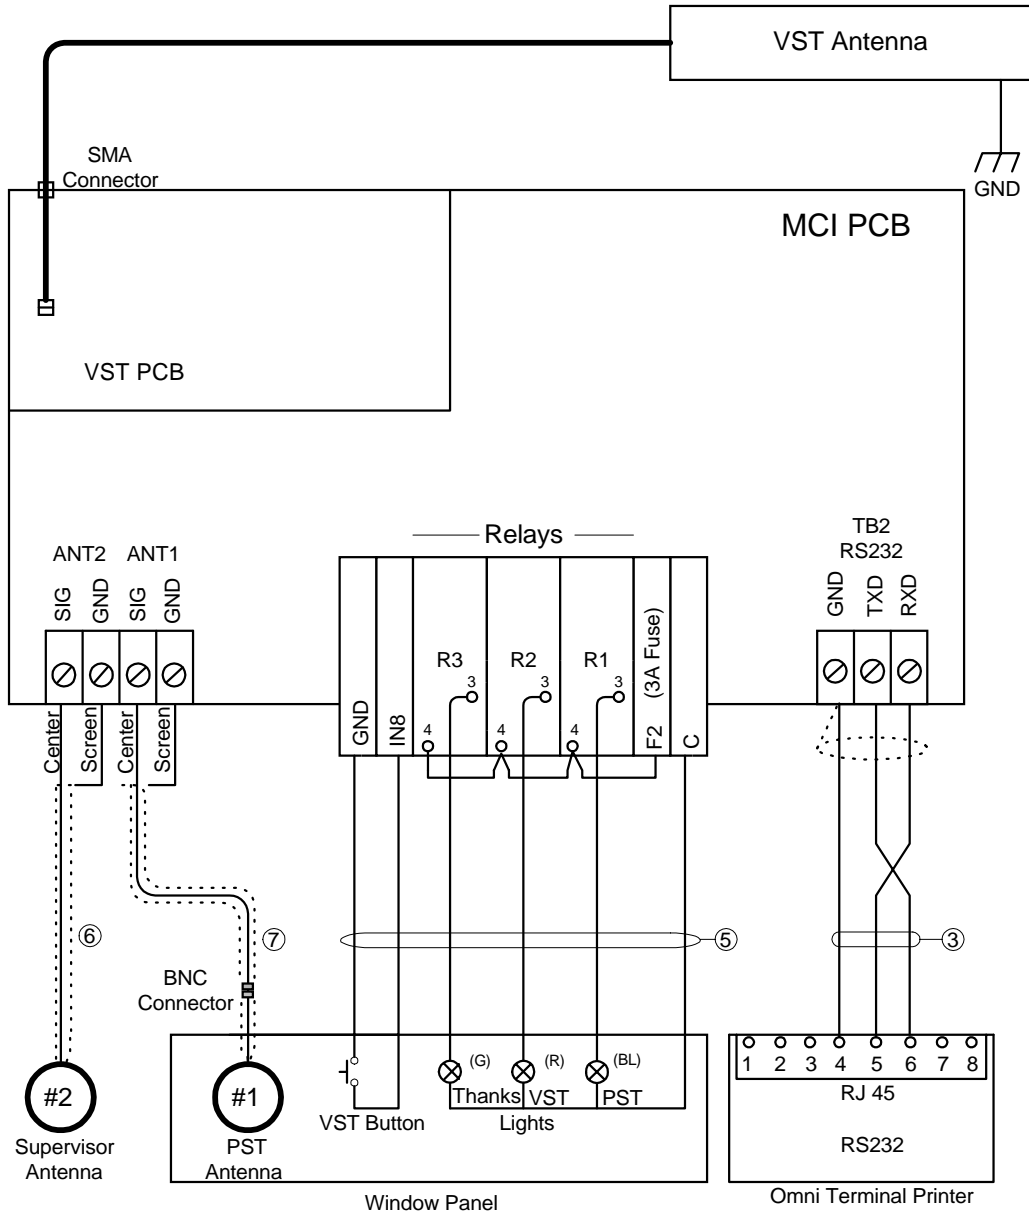 VST Antenna
GND
SMA
Connector
MCI PCB
VST PCB
Relays
TB2
RS232
ANT2
ANT1
SIG
GND
SIG
GND
GND
TXD
RXD
R3
R2
R1
3
3
3
4
4
4
GND
IN8
F2 (3A Fuse)
C
Center
Screen
Center
Screen
6
7
5
3
BNC
Connector
(G)
(R)
(BL)
1 2 3 4 5 6 7 8
RJ 45
#2
#1
Thanks
VST
PST
VST Button
Lights
Supervisor
Antenna
PST
Antenna
RS232
Window Panel
Omni Terminal Printer